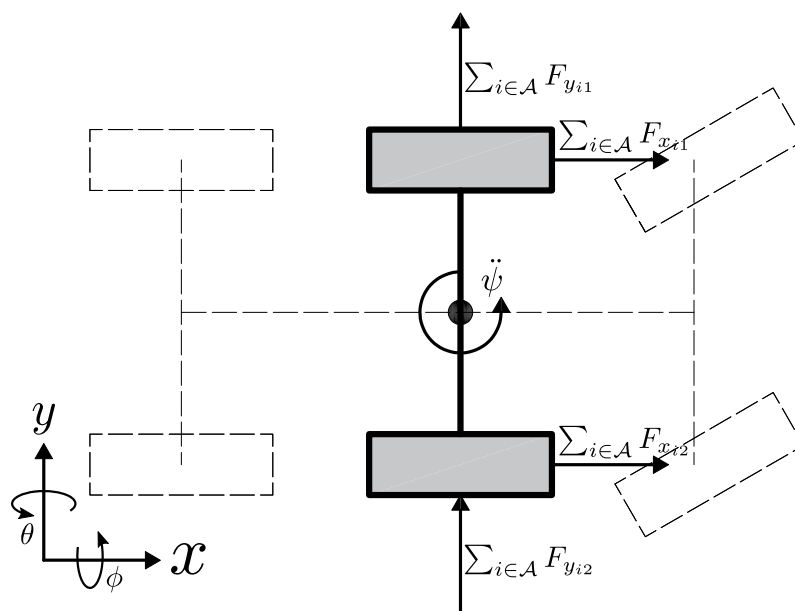 ∑_{i∈𝒜} F_{y_{i1}}
∑_{i∈𝒜} F_{x_{i1}}
ψ̈
y
∑_{i∈𝒜} F_{x_{i2}}
θ
x
ϕ
∑_{i∈𝒜} F_{y_{i2}}